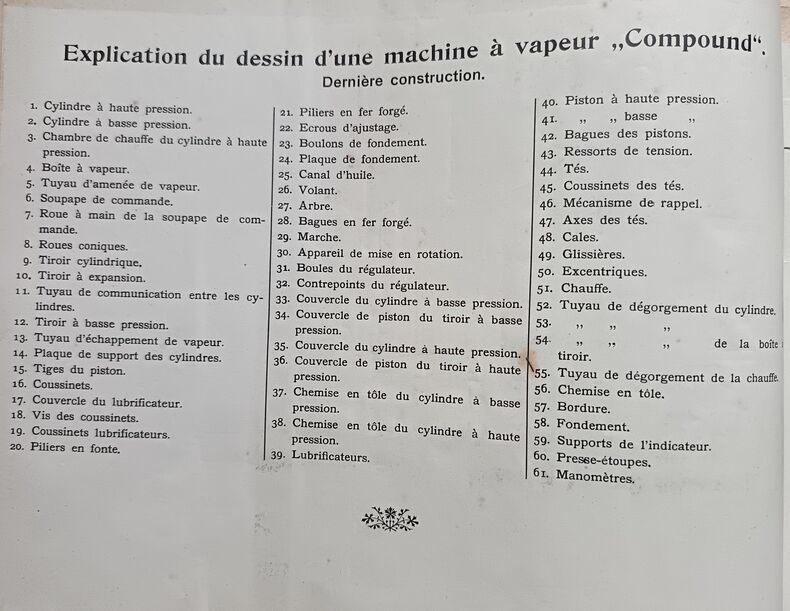 Explication du dessin d'une machine à vapeur „Compound“.
Dernière construction.
1. Cylindre à haute pression.
2. Cylindre à basse pression.
3. Chambre de chauffe du cylindre à haute
pression.
4. Boîte à vapeur.
5. Tuyau d'amenée de vapeur.
6. Soupape de commande.
7. Roue à main de la soupape de com-
mande.
8. Roues coniques.
9. Tiroir cylindrique.
10. Tiroir à expansion.
11. Tuyau de communication entre les cy-
lindres.
12. Tiroir à basse pression.
13. Tuyau d'échappement de vapeur.
14. Plaque de support des cylindres.
15. Tiges du piston.
16. Coussinets.
17. Couvercle du lubrificateur.
18. Vis des coussinets.
19. Coussinets lubrificateurs.
20. Piliers en fonte.
21. Piliers en fer forgé.
22. Ecrous d'ajustage.
23. Boulons de fondement.
24. Plaque de fondement.
25. Canal d'huile.
26. Volant.
27. Arbre.
28. Bagues en fer forgé.
29. Marche.
30. Appareil de mise en rotation.
31. Boules du régulateur.
32. Contrepoints du régulateur.
33. Couvercle du cylindre à basse pression.
34. Couvercle de piston du tiroir à basse
pression.
35. Couvercle du cylindre à haute pression.
36. Couvercle de piston du tiroir à haute
pression.
37. Chemise en tôle du cylindre à basse
pression.
38. Chemise en tôle du cylindre à haute
pression.
39. Lubrificateurs.
40. Piston à haute pression.
41. „ „ basse „
42. Bagues des pistons.
43. Ressorts de tension.
44. Tés.
45. Coussinets des tés.
46. Mécanisme de rappel.
47. Axes des tés.
48. Cales.
49. Glissières.
50. Excentriques.
51. Chauffe.
52. Tuyau de dégorgement du cylindre.
53. „ „ „
54. „ „ „ de la boîte à
tiroir.
55. Tuyau de dégorgement de la chauffe.
56. Chemise en tôle.
57. Bordure.
58. Fondement.
59. Supports de l'indicateur.
60. Presse-étoupes.
61. Manomètres.